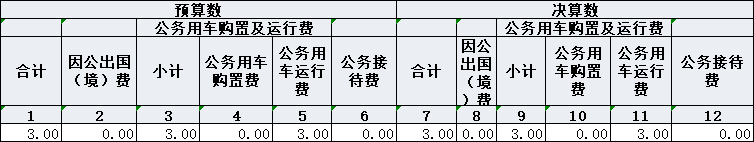 预算数 决算数
公务用车购置及运行费 公务用车购置及运行费
合计 因公出国（境）费 小计 公务用车购置费 公务用车运行费 公务接待费 合计 因公出国（境）费 小计 公务用车购置费 公务用车运行费 公务接待费
1 2 3 4 5 6 7 8 9 10 11 12
3.00 0.00 3.00 0.00 3.00 0.00 3.00 0.00 3.00 0.00 3.00 0.00